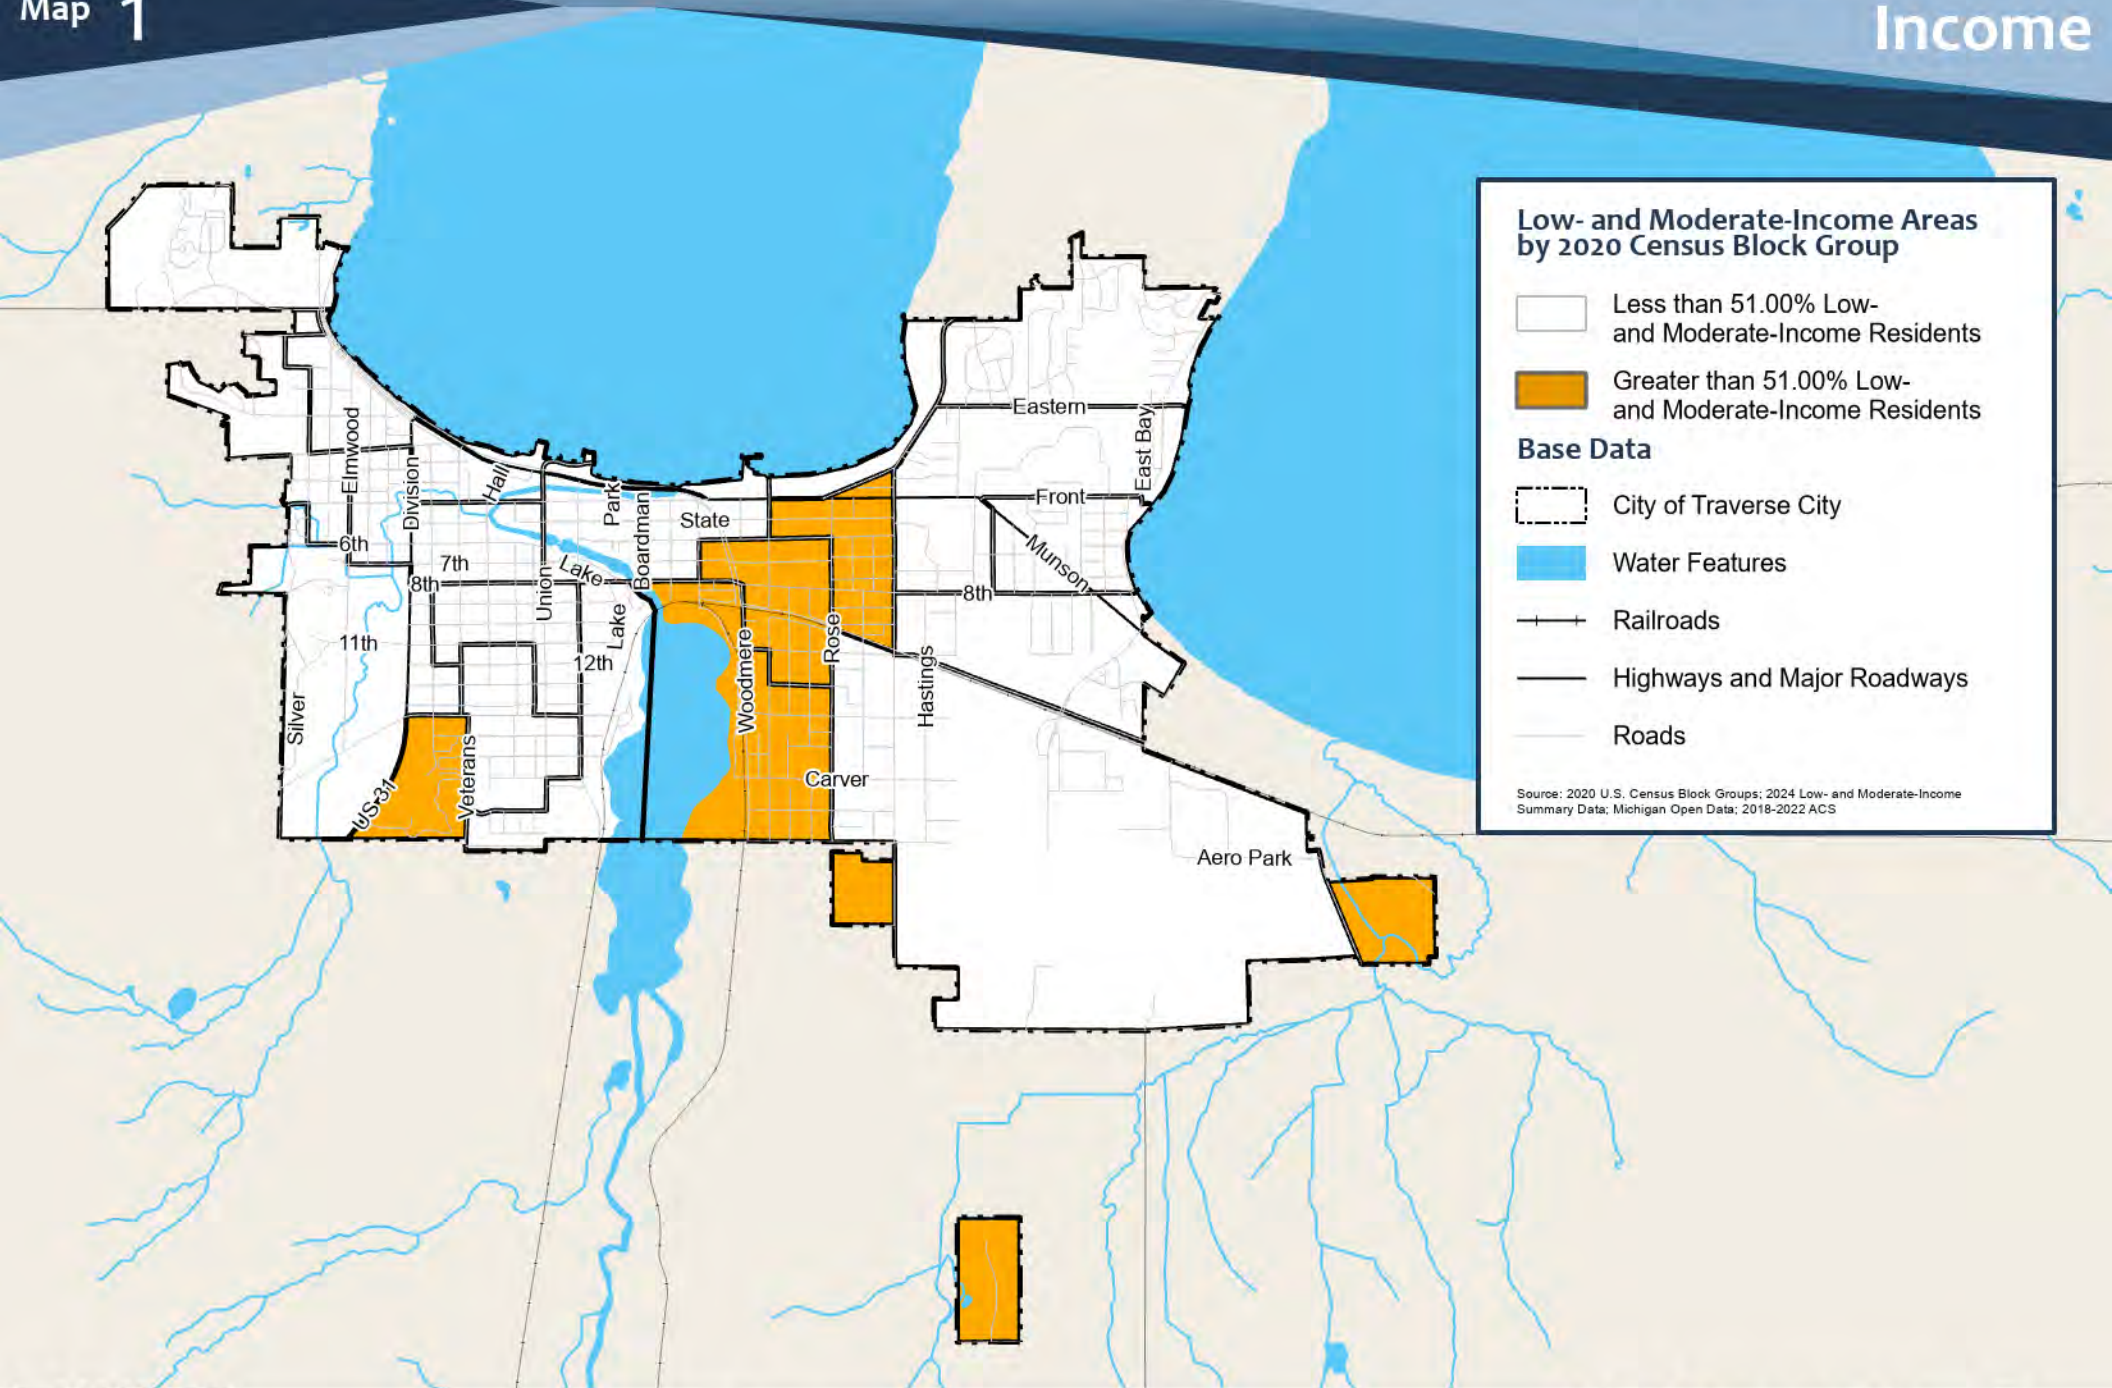 Map 1
Income
Low- and Moderate-Income Areas
by 2020 Census Block Group
Less than 51.00% Low-
and Moderate-Income Residents
Greater than 51.00% Low-
and Moderate-Income Residents
Base Data
City of Traverse City
Water Features
Railroads
Highways and Major Roadways
Roads
Source: 2020 U.S. Census Block Groups; 2024 Low- and Moderate-Income
Summary Data; Michigan Open Data; 2018-2022 ACS
Eastern
East Bay
Elmwood
Division
Hall
Park
Boardman
State
Front
Munson
6th
7th
8th
Lake
Union
8th
11th
12th
Lake
Woodmere
Rose
Hastings
Silver
US-31
Veterans
Carver
Aero Park